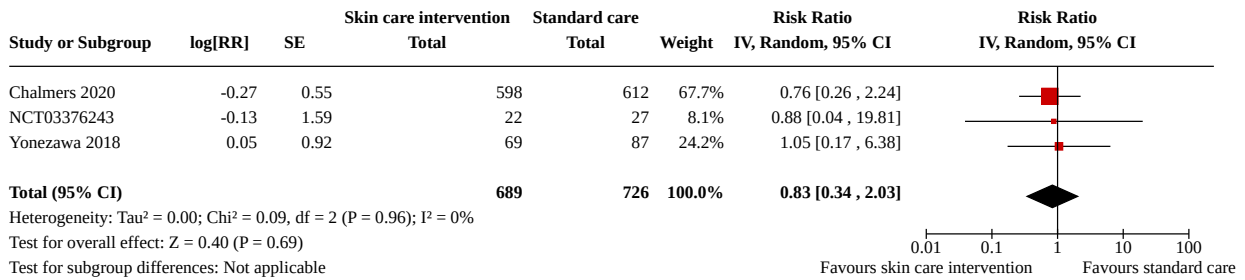 Skin care intervention Standard care Risk Ratio Risk Ratio
Study or Subgroup log[RR] SE Total Total Weight IV, Random, 95% CI IV, Random, 95% CI
Chalmers 2020 -0.27 0.55 598 612 67.7% 0.76 [0.26 , 2.24]
NCT03376243 -0.13 1.59 22 27 8.1% 0.88 [0.04 , 19.81]
Yonezawa 2018 0.05 0.92 69 87 24.2% 1.05 [0.17 , 6.38]
Total (95% CI) 689 726 100.0% 0.83 [0.34 , 2.03]
Heterogeneity: Tau² = 0.00; Chi² = 0.09, df = 2 (P = 0.96); I² = 0%
Test for overall effect: Z = 0.40 (P = 0.69)
0.01 0.1 1 10 100
Test for subgroup differences: Not applicable
Favours skin care intervention Favours standard care